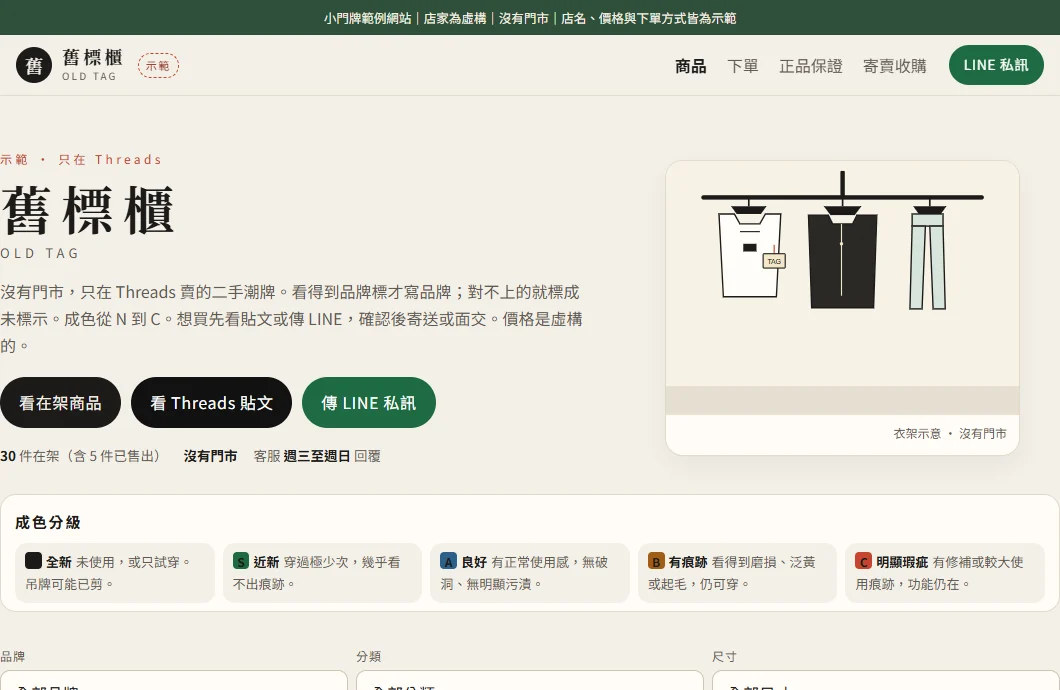 小門牌範例網站｜店家為虛構｜沒有門市｜店名、價格與下單方式皆為示範
舊
舊標櫃
OLD TAG
示範
商品
下單
正品保證
寄賣收購
LINE 私訊
示範 · 只在 Threads
舊標櫃
OLD TAG
沒有門市，只在 Threads 賣的二手潮牌。看得到品牌標才寫品牌；對不上的就標成
未標示。成色從 N 到 C。想買先看貼文或傳 LINE，確認後寄送或面交。價格是虛構
的。
看在架商品
看 Threads 貼文
傳 LINE 私訊
30 件在架（含 5 件已售出）
沒有門市
客服 週三至週日 回覆
TAG
衣架示意 · 沒有門市
成色分級
全新 未使用，或只試穿。
吊牌可能已剪。
S 近新 穿過極少次，幾乎看
不出痕跡。
A 良好 有正常使用感，無破
洞、無明顯污漬。
B 有痕跡 看得到磨損、泛黃
或起毛，仍可穿。
C 明顯瑕疵 有修補或較大使
用痕跡，功能仍在。
品牌
分類
尺寸
全部品牌
全部分類
全部尺寸